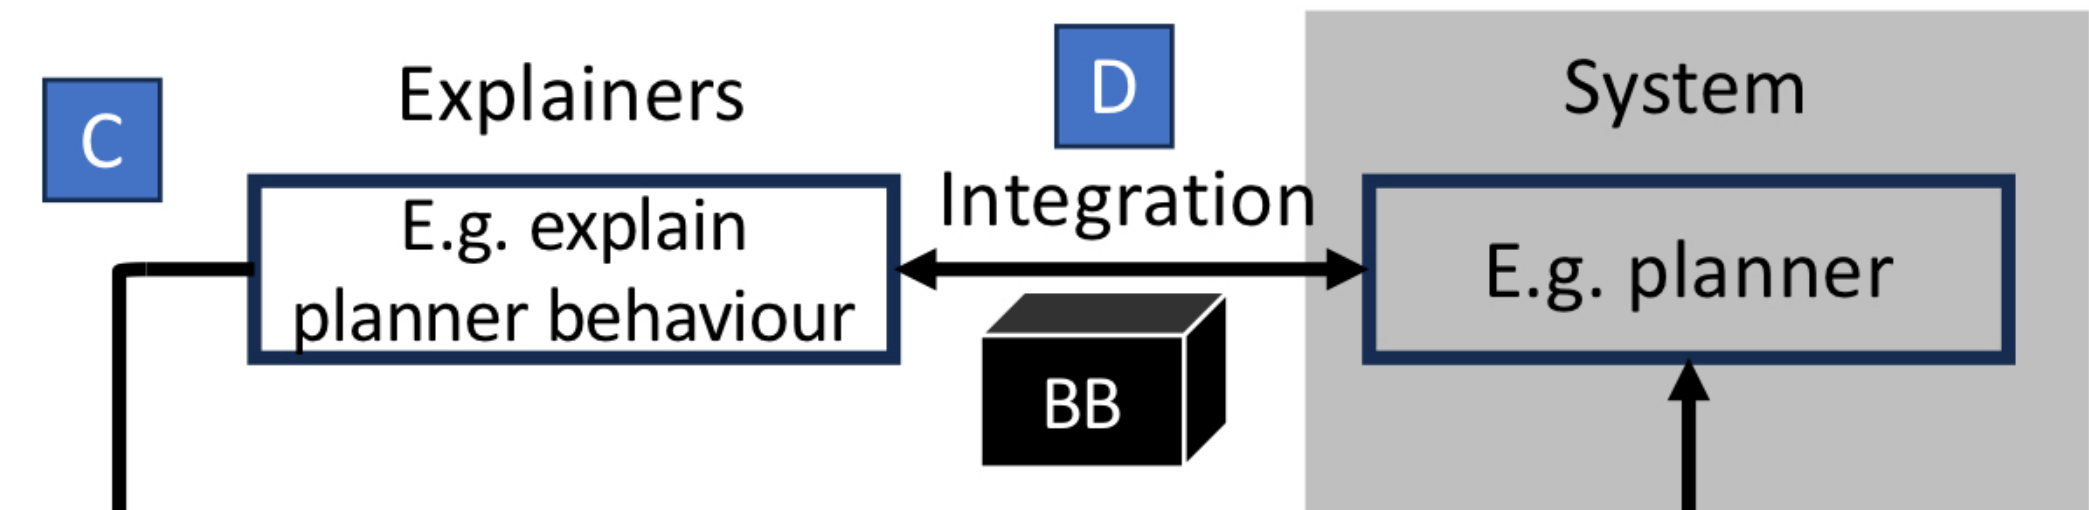 C
Explainers
E.g. explain
planner behaviour
D
Integration
BB
System
E.g. planner